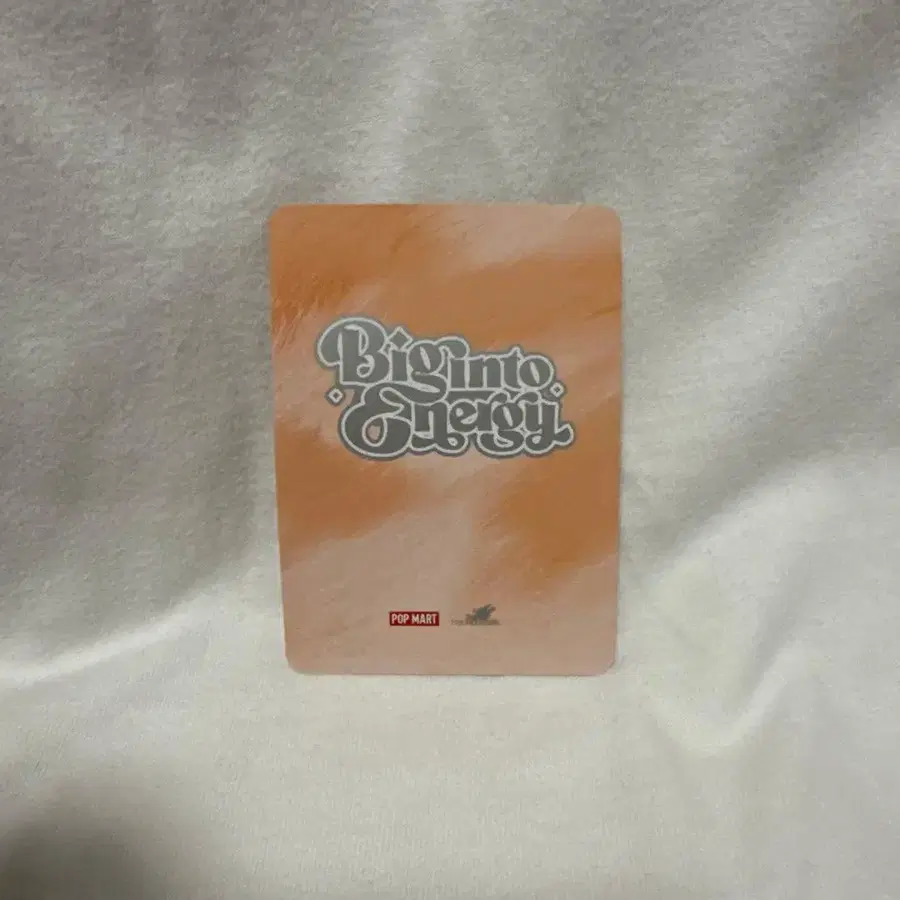 Big into
Energy
POP MART